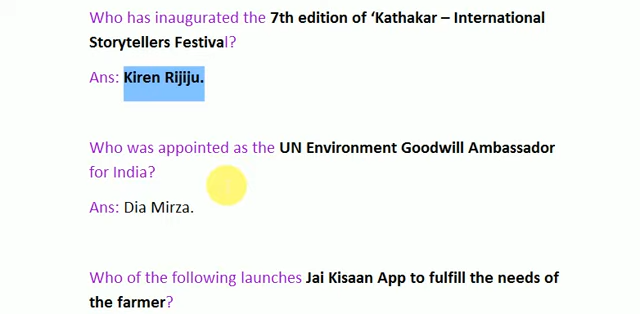 Who has inaugurated the 7th edition of ‘Kathakar – International
Storytellers Festival?
Ans: Kiren Rijiju.
Who was appointed as the UN Environment Goodwill Ambassador
for India?
Ans: Dia Mirza.
Who of the following launches Jai Kisaan App to fulfill the needs of
the farmer?